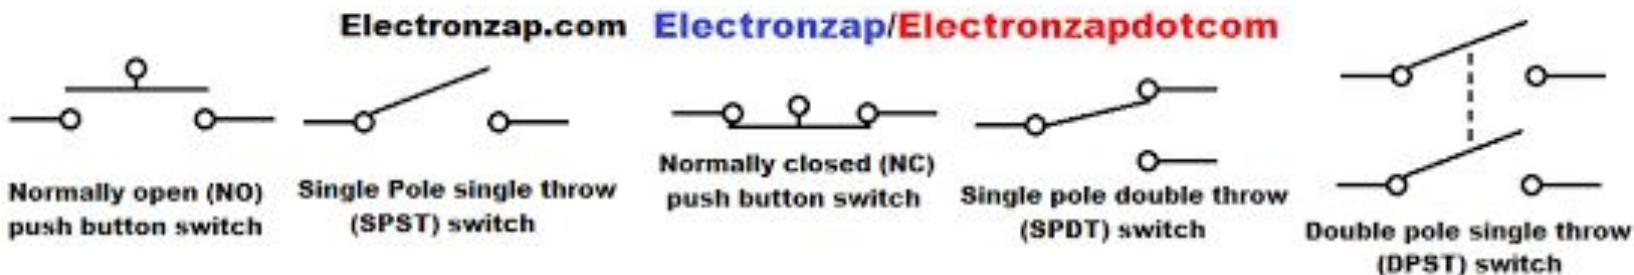 Electronzap.com Electronzap/Electronzapdotcom
Normally open (NO)
push button switch
Single Pole single throw
(SPST) switch
Normally closed (NC)
push button switch
Single pole double throw
(SPDT) switch
Double pole single throw
(DPST) switch